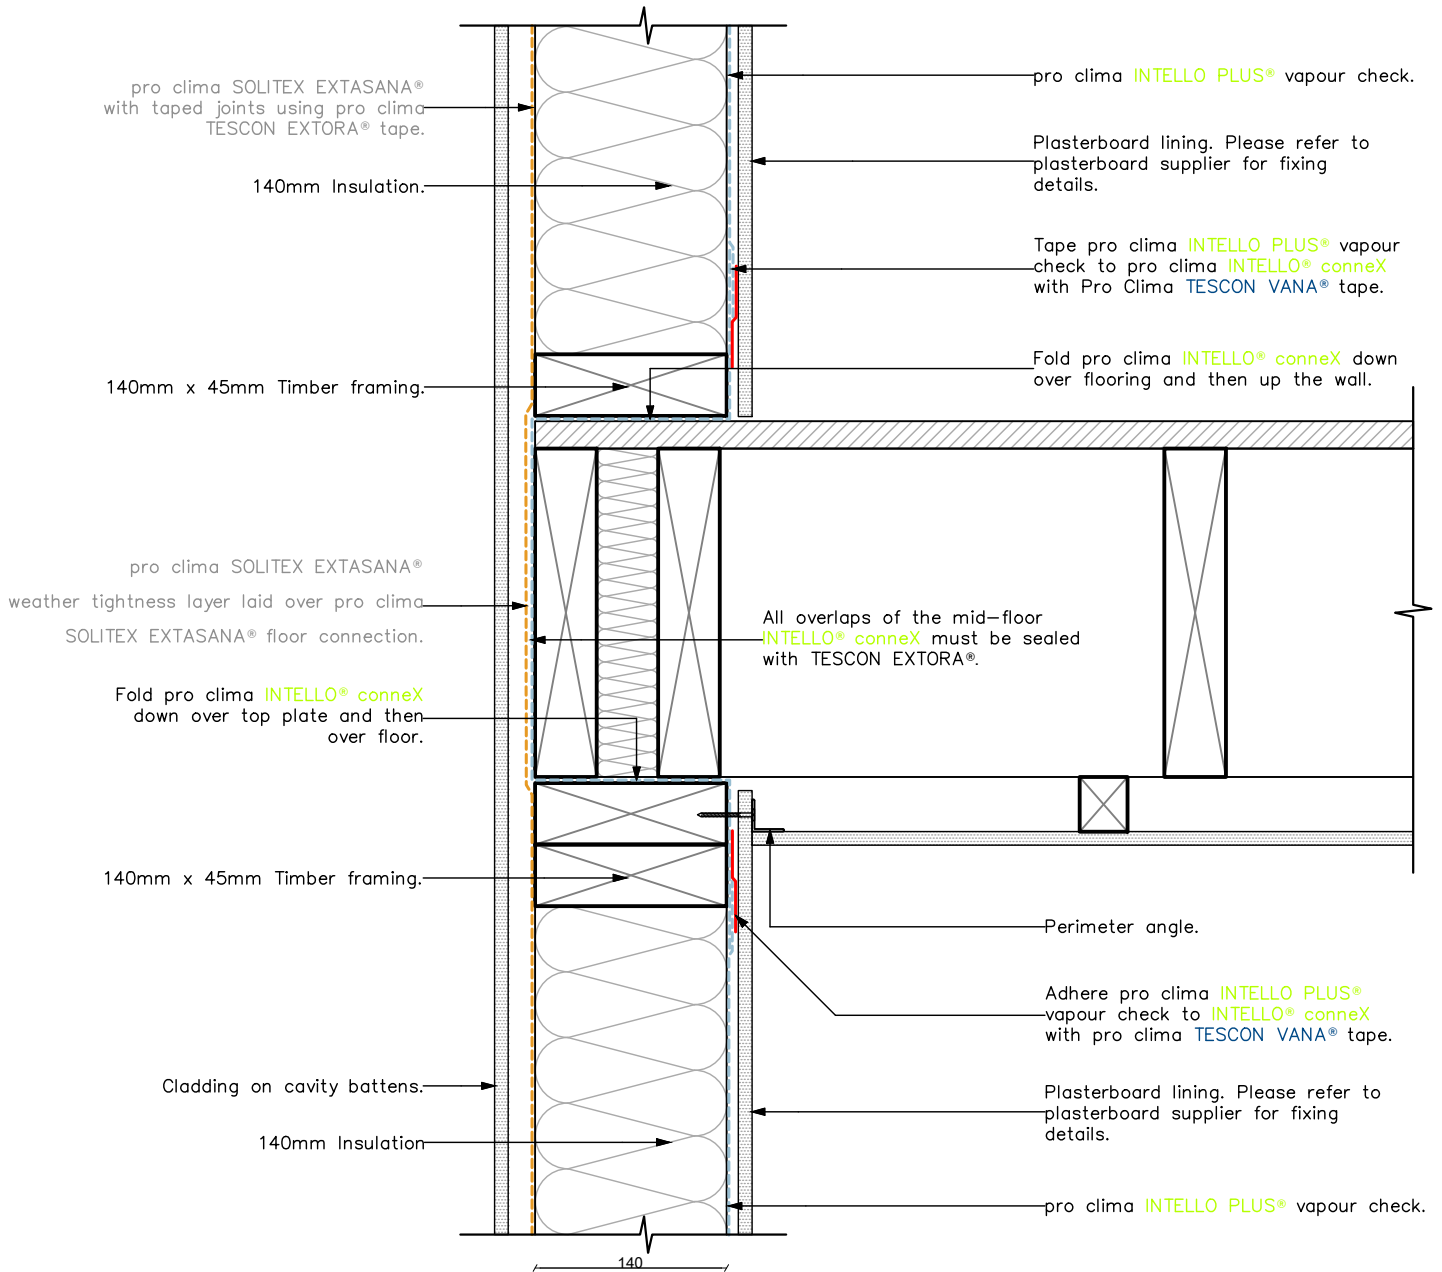 pro clima SOLITEX EXTASANA®
with taped joints using pro clima
TESCON EXTORA® tape.
140mm Insulation.
140mm x 45mm Timber framing.
pro clima SOLITEX EXTASANA®
weather tightness layer laid over pro clima
SOLITEX EXTASANA® floor connection.
Fold pro clima INTELLO® conneX
down over top plate and then
over floor.
140mm x 45mm Timber framing.
Cladding on cavity battens.
140mm Insulation
pro clima INTELLO PLUS® vapour check.
Plasterboard lining. Please refer to
plasterboard supplier for fixing
details.
Tape pro clima INTELLO PLUS® vapour
check to pro clima INTELLO® conneX
with Pro Clima TESCON VANA® tape.
Fold pro clima INTELLO® conneX down
over flooring and then up the wall.
All overlaps of the mid-floor
INTELLO® conneX must be sealed
with TESCON EXTORA®.
Perimeter angle.
Adhere pro clima INTELLO PLUS®
vapour check to INTELLO® conneX
with pro clima TESCON VANA® tape.
Plasterboard lining. Please refer to
plasterboard supplier for fixing
details.
pro clima INTELLO PLUS® vapour check.
140